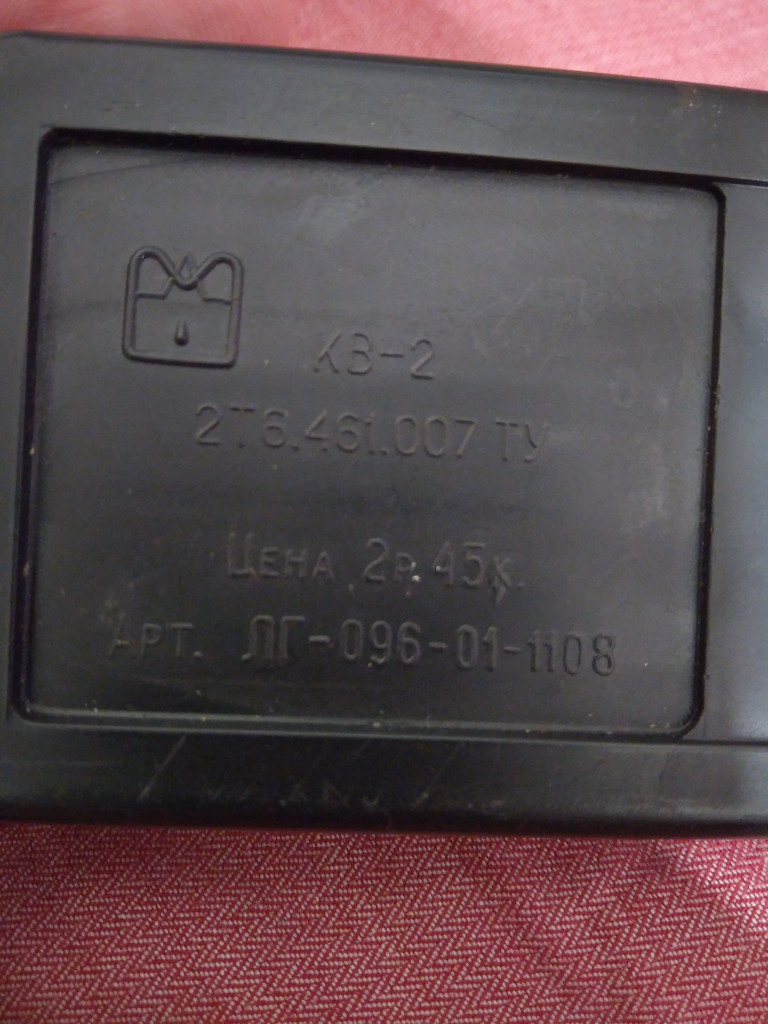 КВ-2
2Т6.461.007 ТУ
Цена 2р.45к.
Арт. ЛГ-096-01-1108